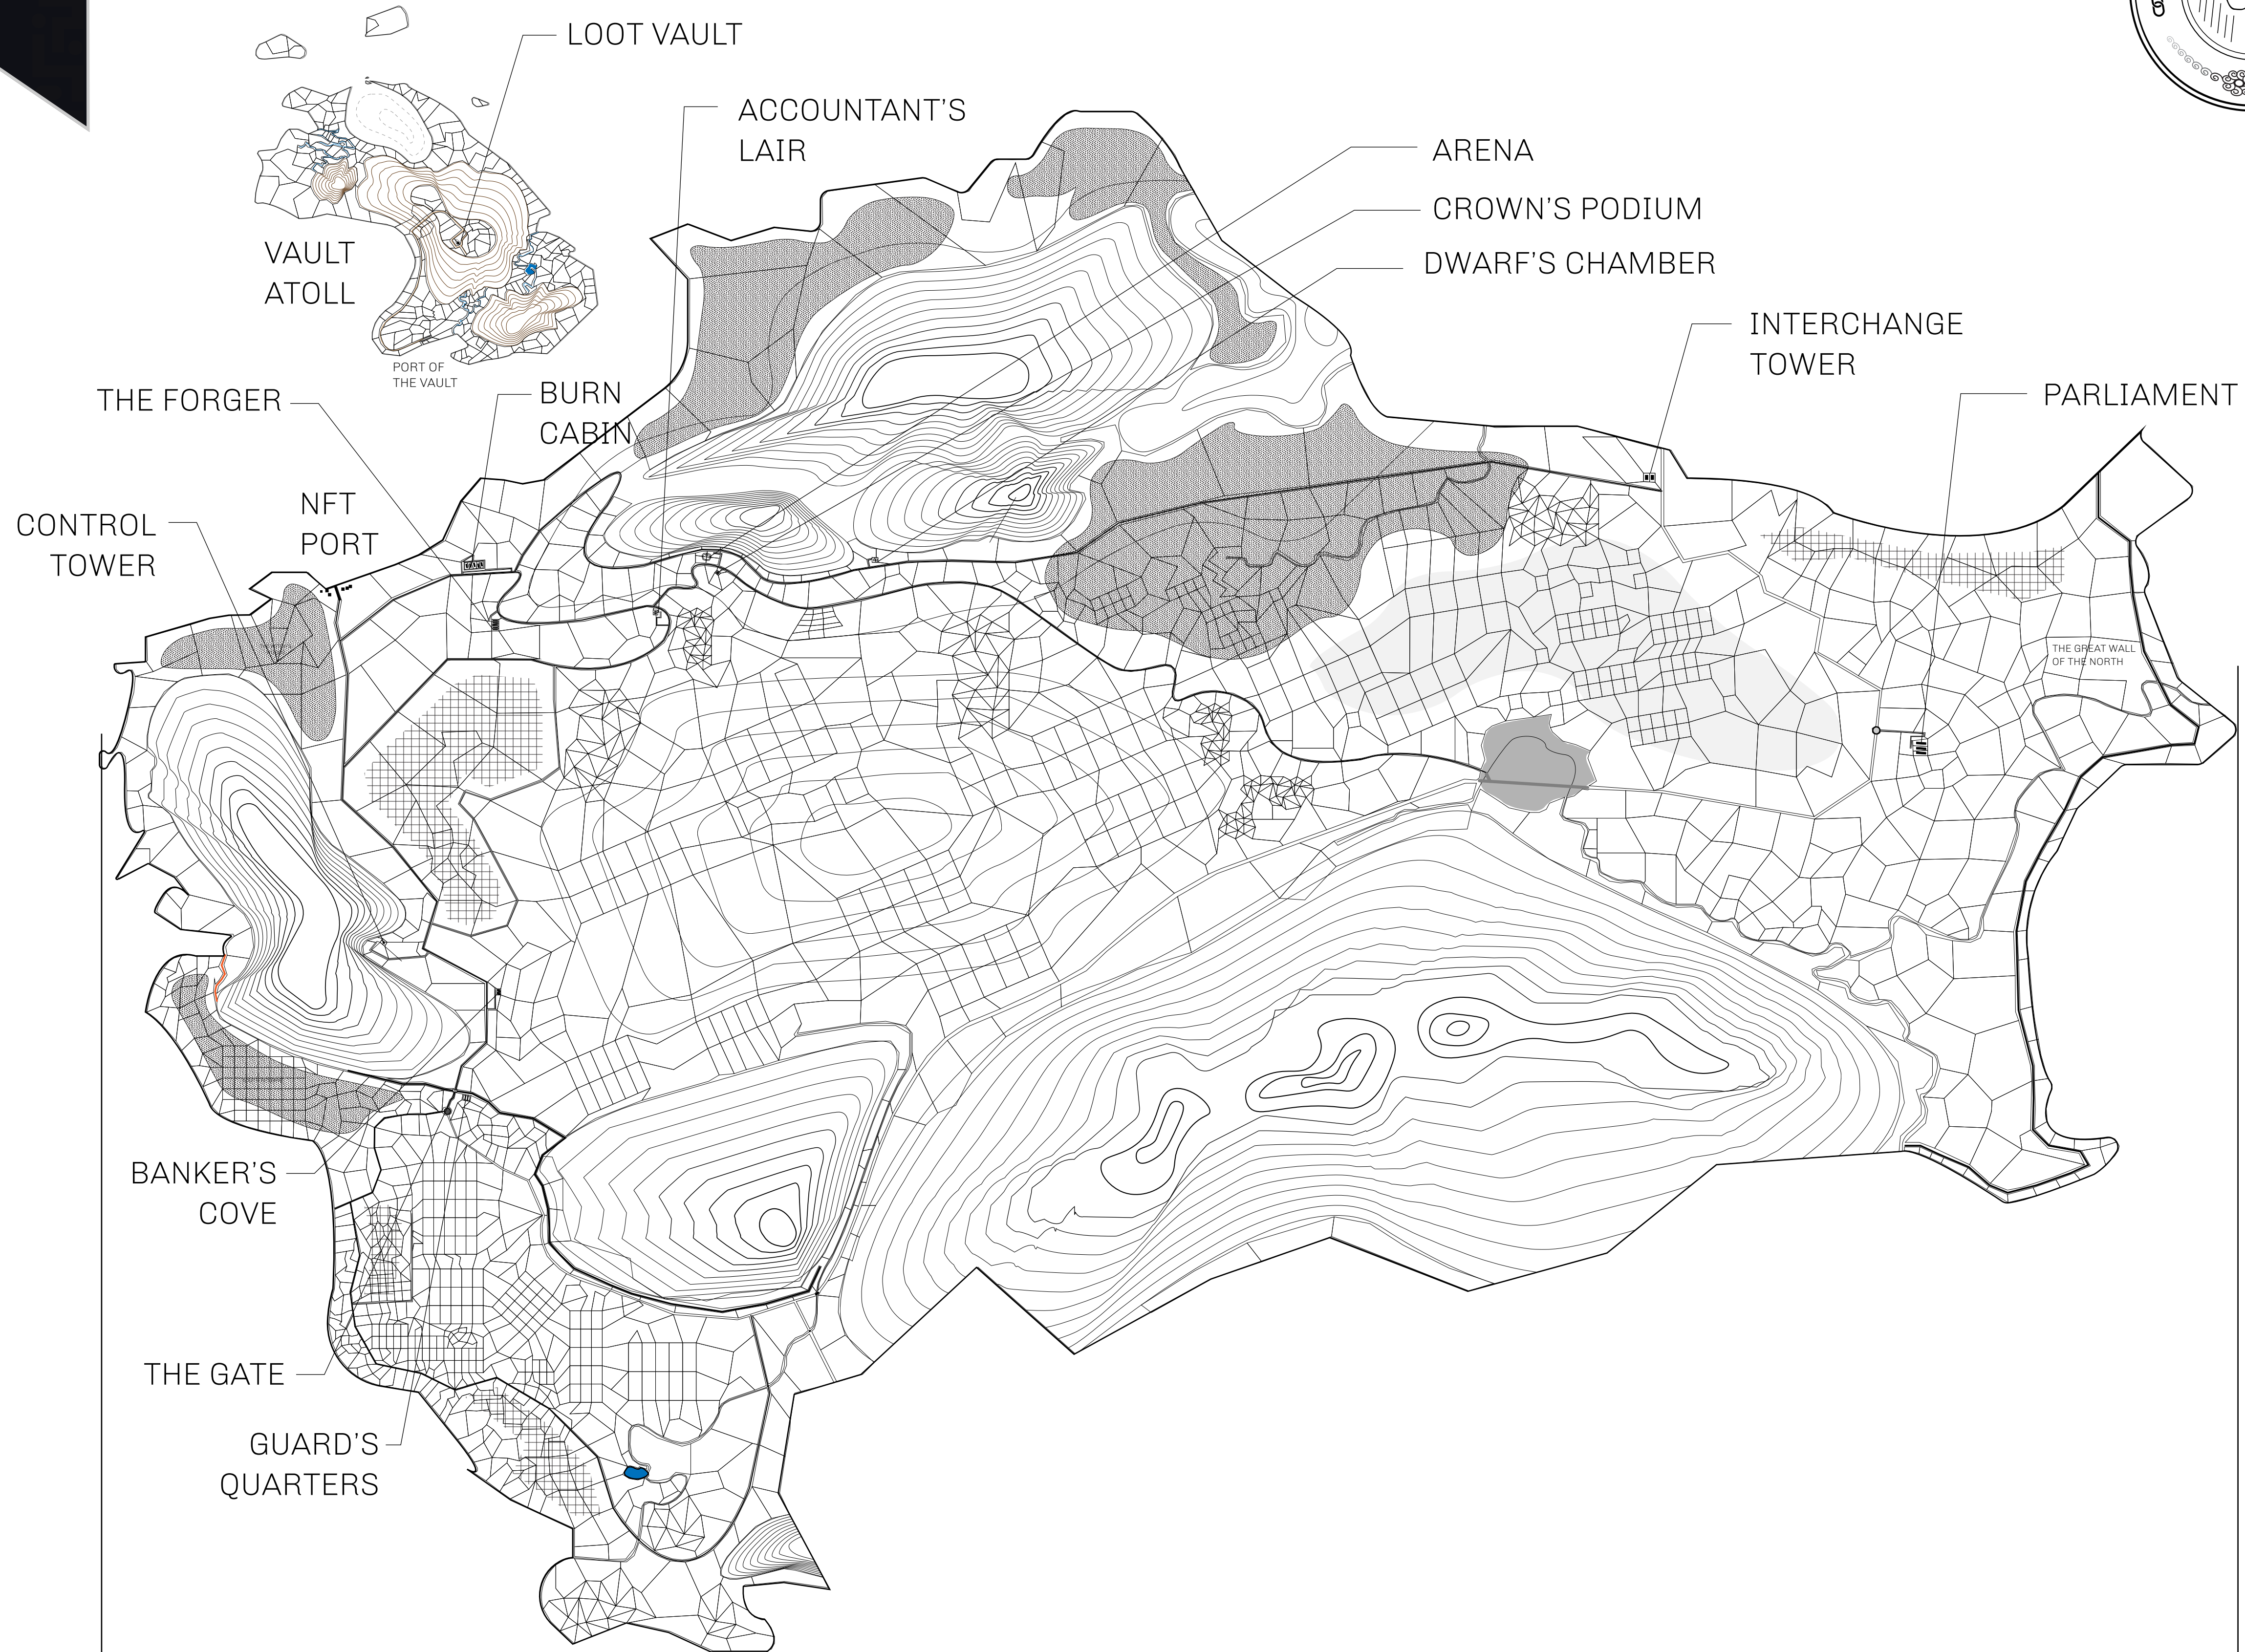 LOOT VAULT
ACCOUNTANT'S
LAIR
ARENA
CROWN'S PODIUM
DWARF'S CHAMBER
VAULT
ATOLL
INTERCHANGE
TOWER
PORT OF
THE VAULT
PARLIAMENT
THE FORGER
BURN
CABIN
NFT
PORT
CONTROL
TOWER
THE GREAT WALL
OF THE NORTH
BANKER'S
COVE
THE GATE
GUARD'S
QUARTERS